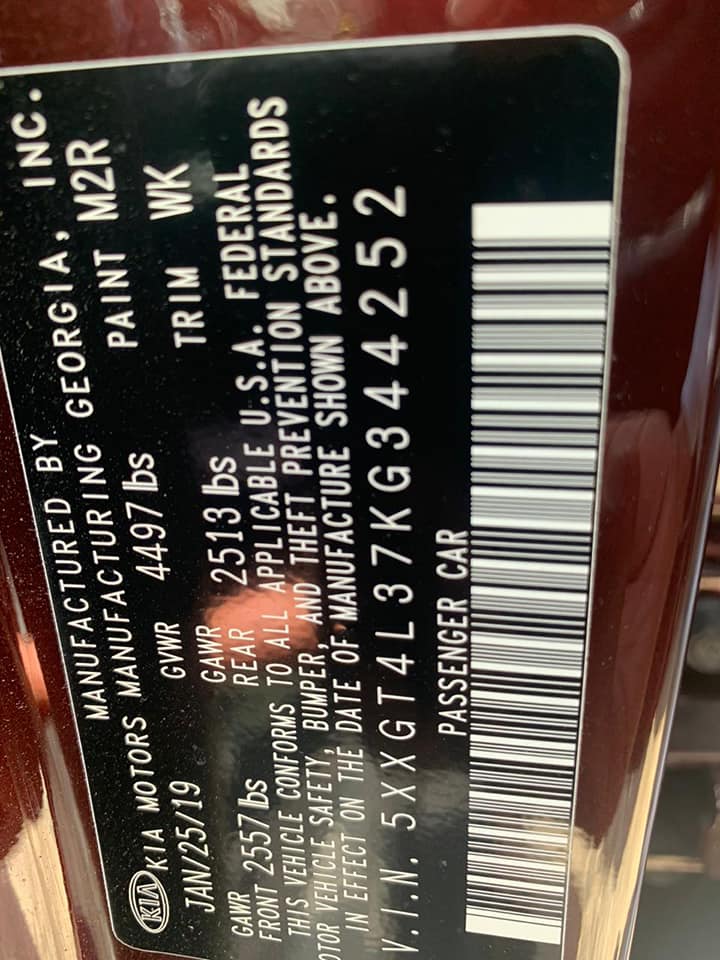 MANUFACTURED BY
KIA KIA MOTORS MANUFACTURING GEORGIA, INC.
JAN/25/19 GVWR 4497 lbs PAINT M2R
GAWR GAWR TRIM WK
FRONT 2557 lbs REAR 2513 lbs
THIS VEHICLE CONFORMS TO ALL APPLICABLE U.S.A. FEDERAL
OTOR VEHICLE SAFETY, BUMPER, AND THEFT PREVENTION STANDARDS
IN EFFECT ON THE DATE OF MANUFACTURE SHOWN ABOVE.
V.I.N. 5XXGT4L37KG344252
PASSENGER CAR